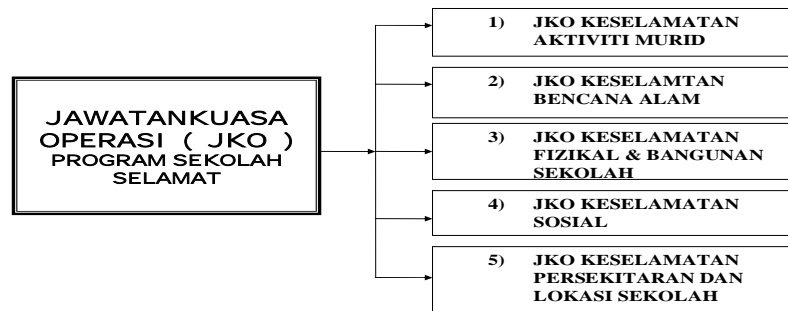 JAWATANKUASA
OPERASI ( JKO )
PROGRAM SEKOLAH
SELAMAT
1) JKO KESELAMATAN
AKTIVITI MURID
2) JKO KESELAMTAN
BENCANA ALAM
3) JKO KESELAMATAN
FIZIKAL & BANGUNAN
SEKOLAH
4) JKO KESELAMATAN
SOSIAL
5) JKO KESELAMATAN
PERSEKITARAN DAN
LOKASI SEKOLAH